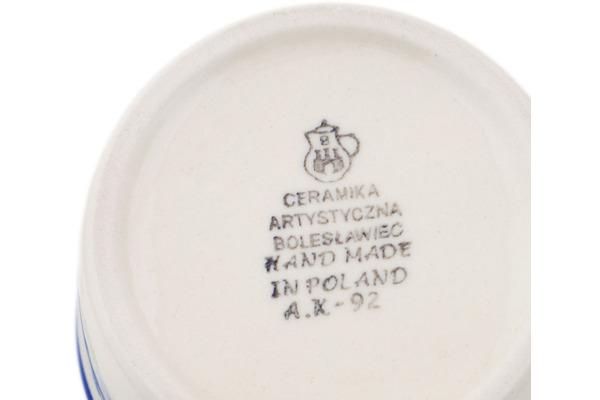 CERAMIKA
ARTYSTYCZNA
BOLESŁAWIEC
HAND MADE
IN POLAND
A.K-92